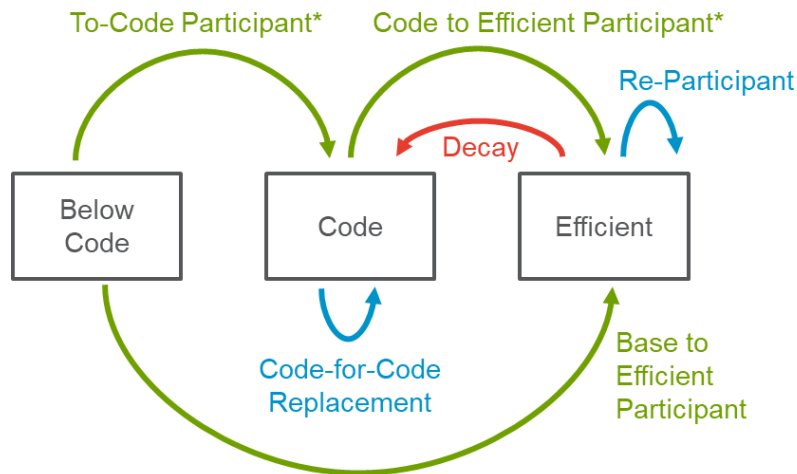 To-Code Participant*
Code to Efficient Participant*
Re-Participant
Decay
Below
Code
Code
Efficient
Code-for-Code
Replacement
Base to
Efficient
Participant